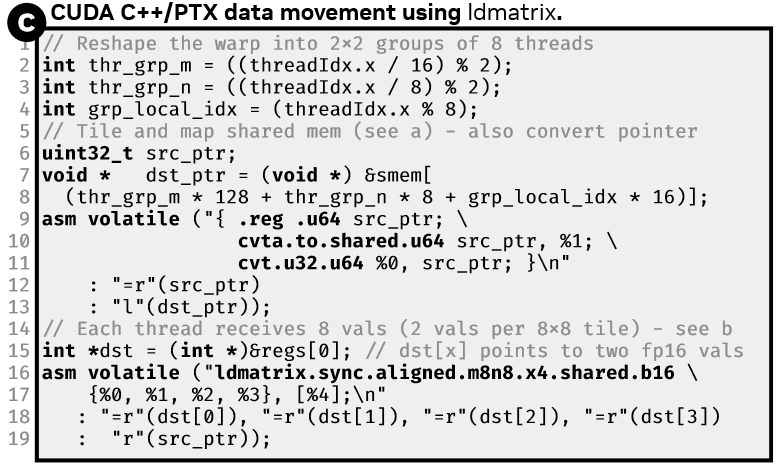 C CUDA C++/PTX data movement using ldmatrix.
1 // Reshape the warp into 2×2 groups of 8 threads
2 int thr_grp_m = ((threadIdx.x / 16) % 2);
3 int thr_grp_n = ((threadIdx.x / 8) % 2);
4 int grp_local_idx = (threadIdx.x % 8);
5 // Tile and map shared mem (see a) – also convert pointer
6 uint32_t src_ptr;
7 void *   dst_ptr = (void *) &smem[
8   (thr_grp_m * 128 + thr_grp_n * 8 + grp_local_idx * 16)];
9 asm volatile ("{ .reg .u64 src_ptr; \
10                cvta.to.shared.u64 src_ptr, %1; \
11                cvt.u32.u64 %0, src_ptr; }\n"
12     : "=r"(src_ptr)
13     : "l"(dst_ptr));
14 // Each thread receives 8 vals (2 vals per 8×8 tile) – see b
15 int *dst = (int *)&regs[0]; // dst[x] points to two fp16 vals
16 asm volatile ("ldmatrix.sync.aligned.m8n8.x4.shared.b16 \
17     {%0, %1, %2, %3}, [%4];\n"
18    : "=r"(dst[0]), "=r"(dst[1]), "=r"(dst[2]), "=r"(dst[3])
19    :  "r"(src_ptr));